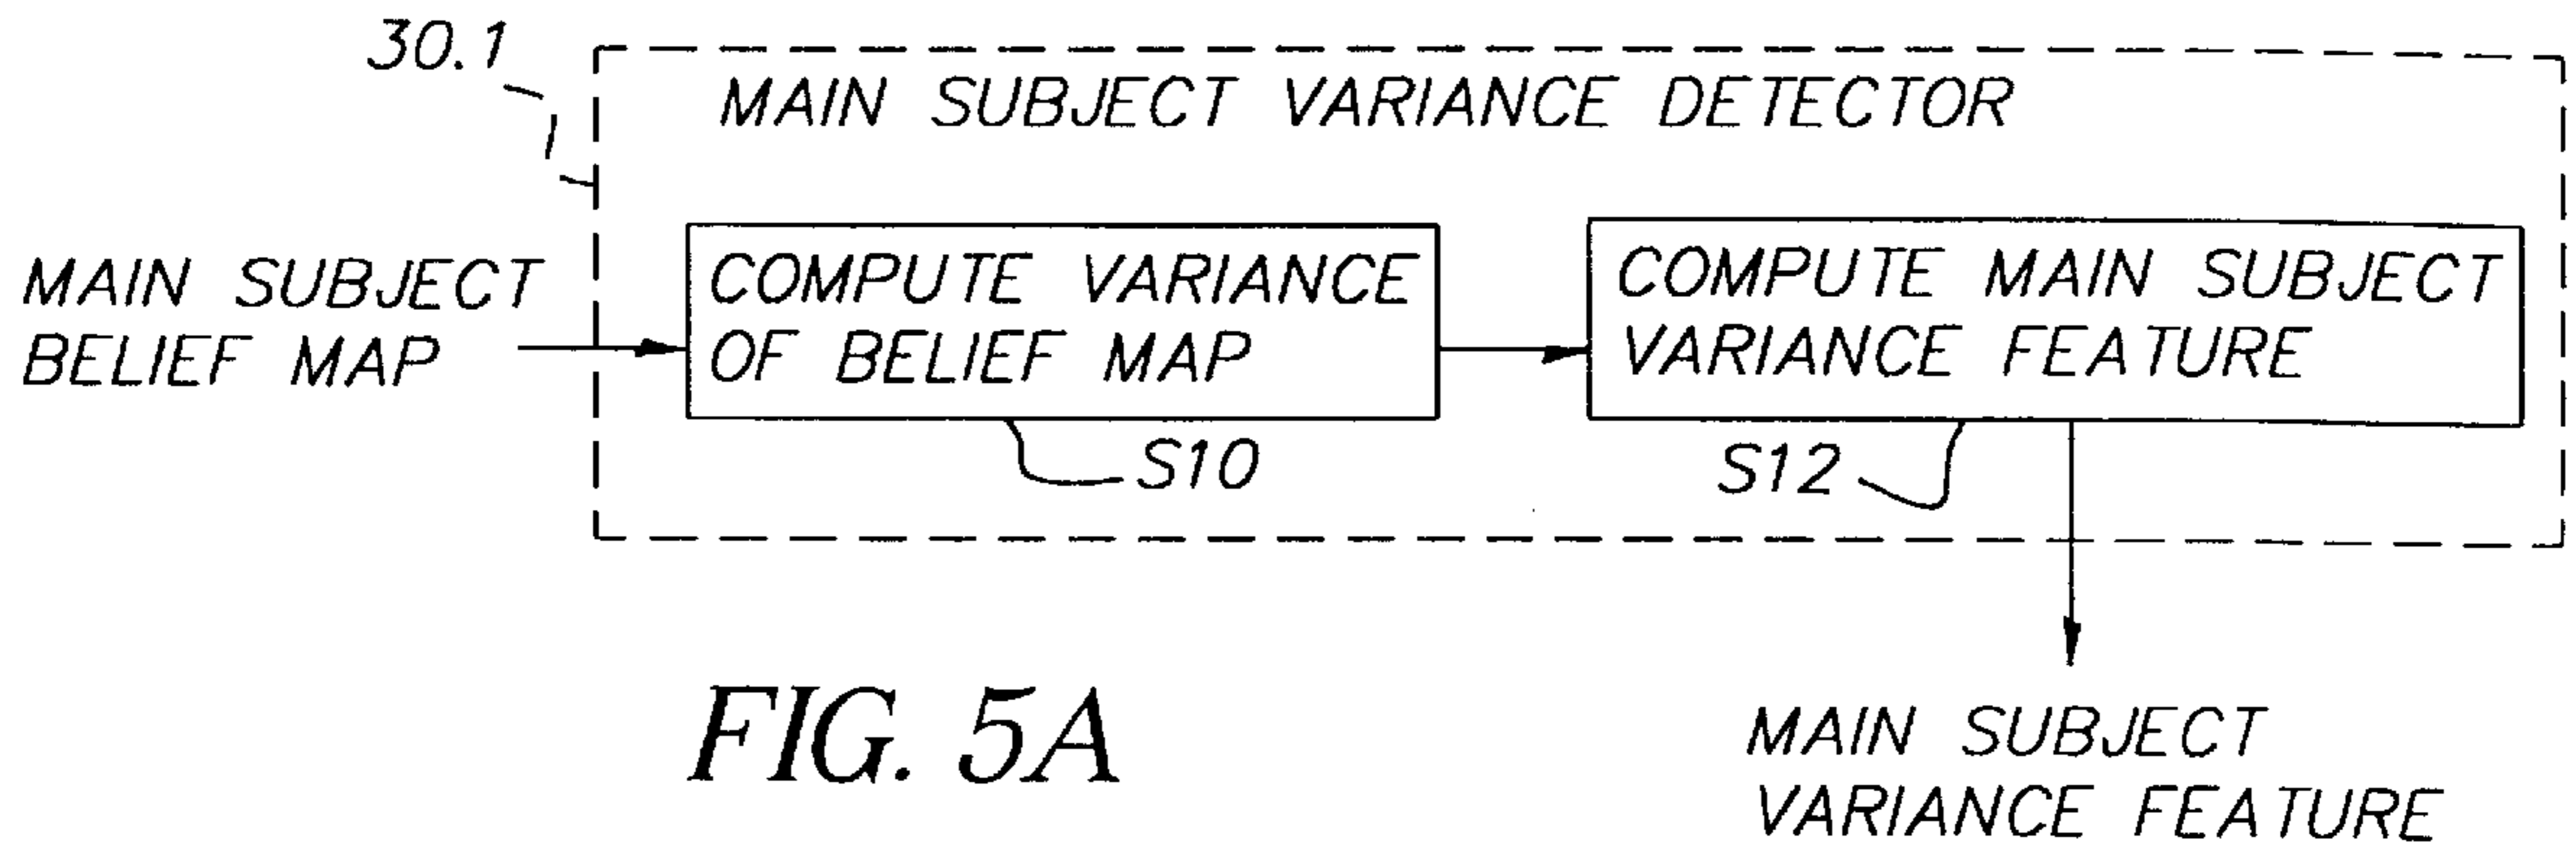 30.1
MAIN SUBJECT VARIANCE DETECTOR
MAIN SUBJECT
BELIEF MAP
COMPUTE VARIANCE
OF BELIEF MAP
S10
COMPUTE MAIN SUBJECT
VARIANCE FEATURE
S12
MAIN SUBJECT
VARIANCE FEATURE
FIG. 5A